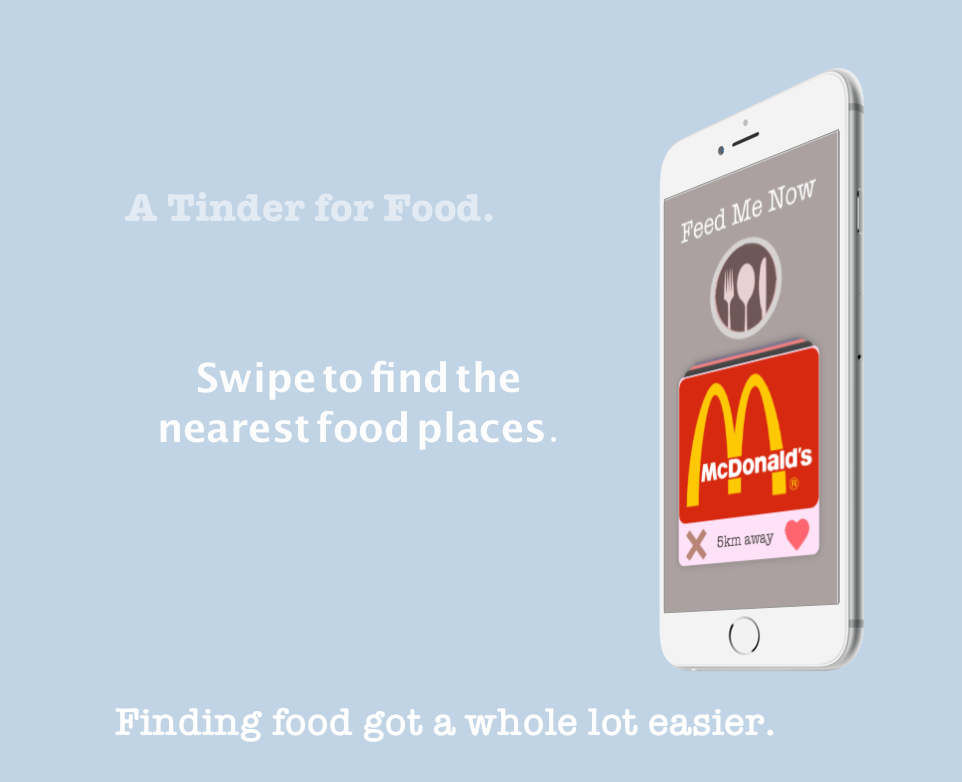 A Tinder for Food.
Feed Me Now
Swipe to find the
nearest food places.
McDonald's
®
5km away
Finding food got a whole lot easier.